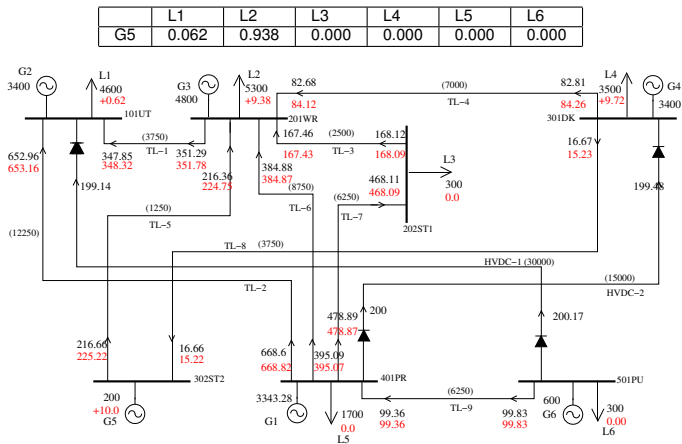 L1 L2 L3 L4 L5 L6
G5 0.062 0.938 0.000 0.000 0.000 0.000
G2
3400
L1
4600
+0.62
101UT
G3
4800
L2
5300
+9.38
201WR
82.68
84.12
(7000)
TL-4
82.81
84.26
L4
3500
+9.72
301DK
G4
3400
652.96
653.16
347.85
348.32
(3750)
TL-1
351.29
351.78
167.46
167.43
(2500)
TL-3
168.12
168.09
16.67
15.23
199.14
216.36
224.75
384.88
384.87
(8750)
TL-6
468.11
468.09
(6250)
TL-7
L3
300
0.0
202ST1
199.48
(12250)
(1250)
TL-5
TL-8 (3750)
HVDC-1 (30000)
TL-2
(15000)
HVDC-2
216.66
225.22
16.66
15.22
302ST2
200
+10.0
G5
668.6
668.82
395.09
395.07
478.89
478.87
200
401PR
3343.28
G1
1700
0.0
L5
99.36
99.36
(6250)
TL-9
99.83
99.83
200.17
501PU
600
G6
300
0.00
L6